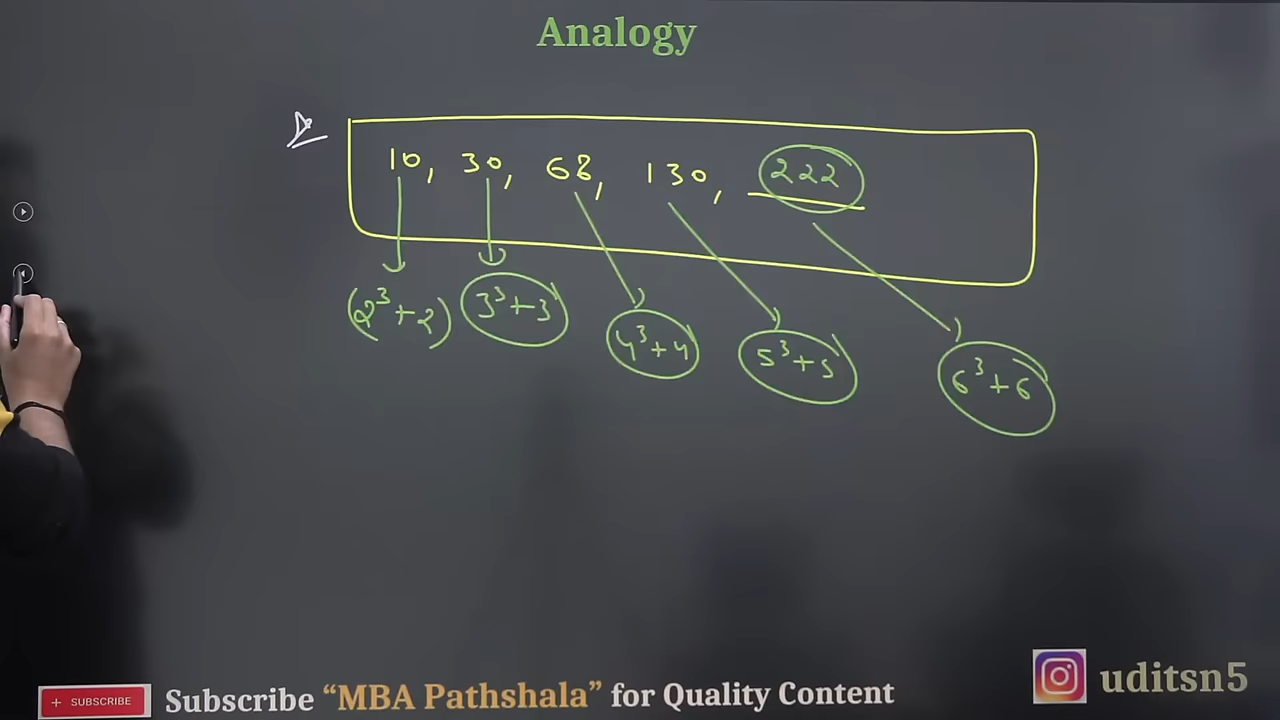 Analogy
10, 30, 68, 130, 222
(2³+2) 3³+3 4³+4 5³+5 6³+6
+ SUBSCRIBE Subscribe “MBA Pathshala” for Quality Content
uditsn5